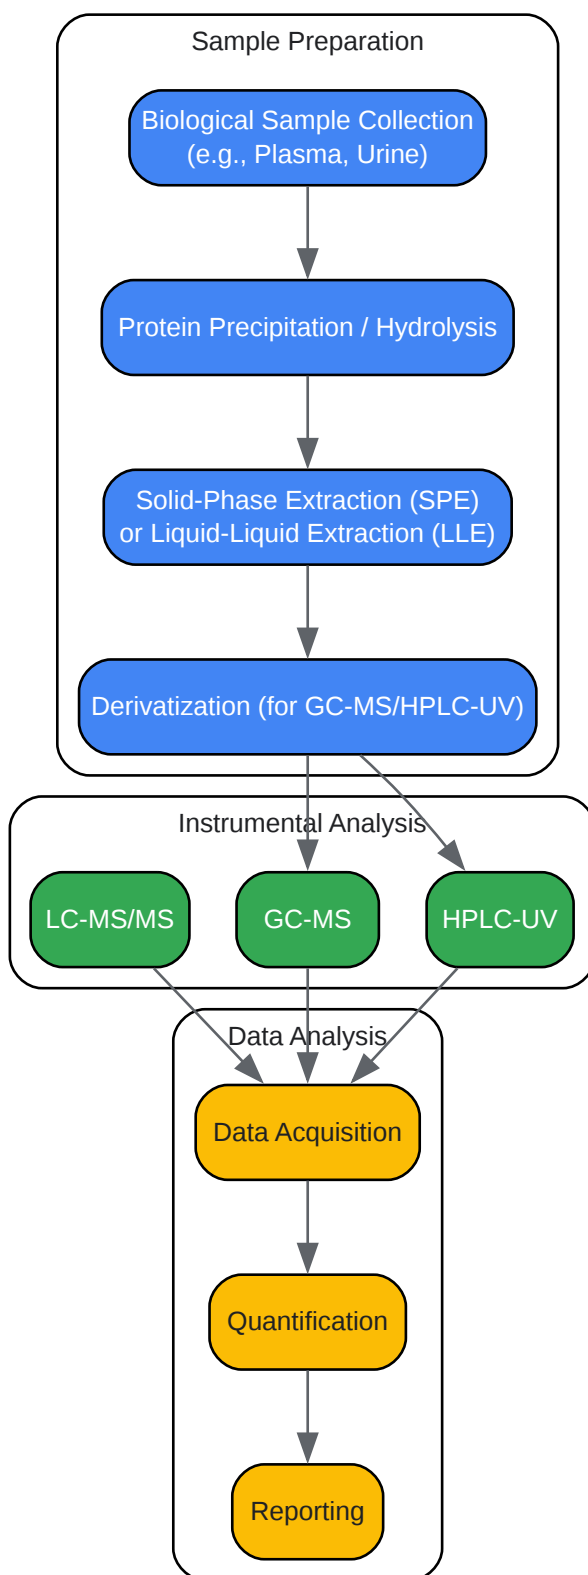 Sample Preparation
Biological Sample Collection
(e.g., Plasma, Urine)
Protein Precipitation / Hydrolysis
Solid-Phase Extraction (SPE)
or Liquid-Liquid Extraction (LLE)
Derivatization (for GC-MS/HPLC-UV)
Instrumental Analysis
LC-MS/MS
GC-MS
HPLC-UV
Data Analysis
Data Acquisition
Quantification
Reporting